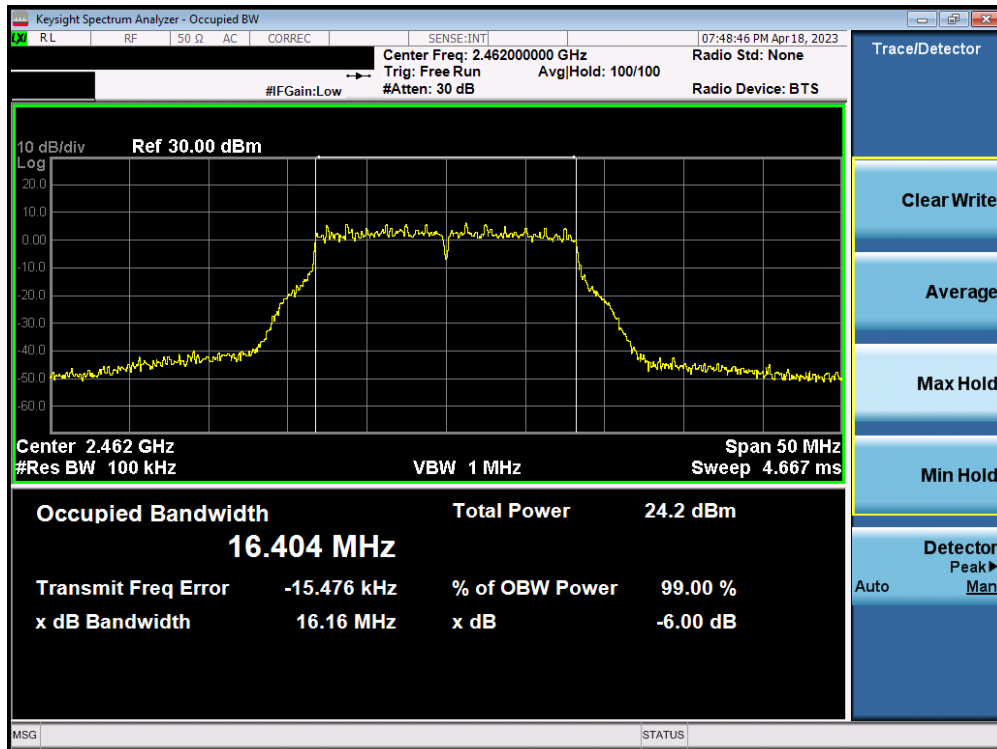 Keysight Spectrum Analyzer - Occupied BW
LXI RL RF 50 Ω AC CORREC SENSE:INT 07:48:46 PM Apr 18, 2023
Center Freq: 2.462000000 GHz Radio Std: None
Trig: Free Run Avg|Hold: 100/100
#IFGain:Low #Atten: 30 dB Radio Device: BTS
10 dB/div Ref 30.00 dBm
Log
20.0
10.0
0.00
-10.0
-20.0
-30.0
-40.0
-50.0
-60.0
Center 2.462 GHz Span 50 MHz
#Res BW 100 kHz VBW 1 MHz Sweep 4.667 ms
Occupied Bandwidth Total Power 24.2 dBm
16.404 MHz
Transmit Freq Error -15.476 kHz % of OBW Power 99.00 %
x dB Bandwidth 16.16 MHz x dB -6.00 dB
MSG STATUS
Trace/Detector
Clear Write
Average
Max Hold
Min Hold
Detector
Peak▶
Auto Man